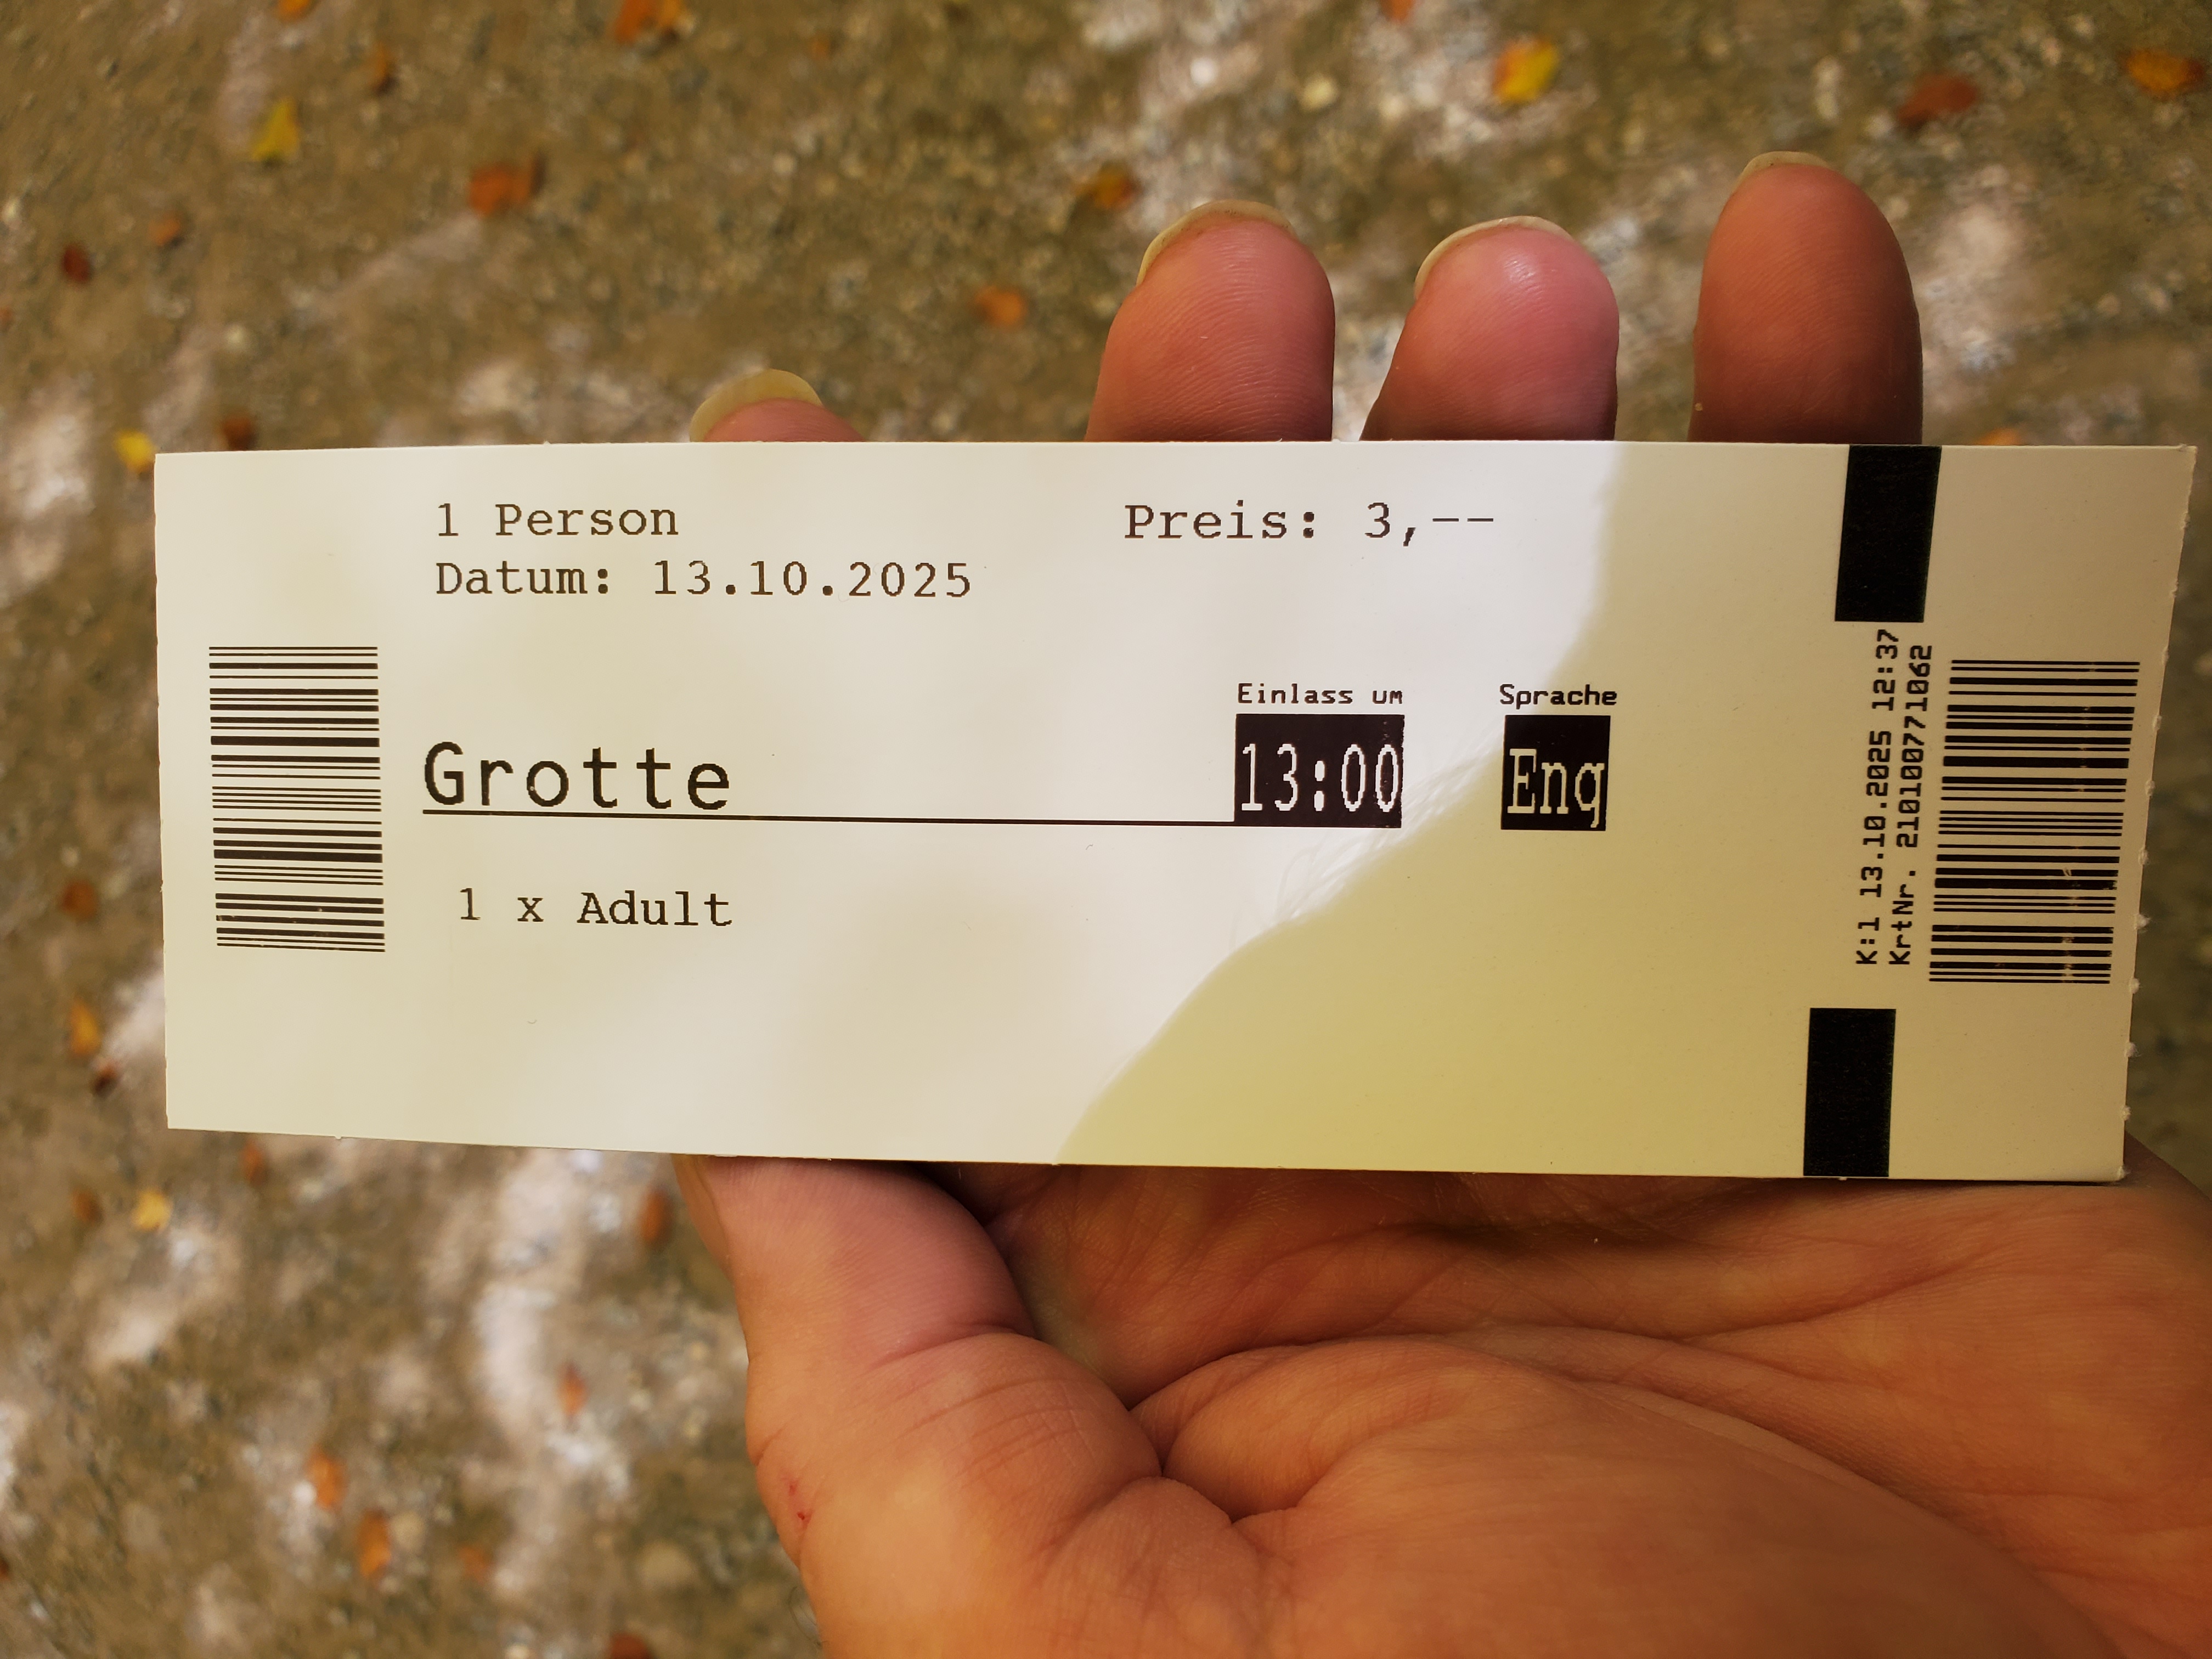 1 Person
Preis: 3,--
Datum: 13.10.2025
Einlass um
Sprache
Grotte
13:00
Eng
1 x Adult
K:1 13.10.2025 12:37
KrtNr. 210100771062